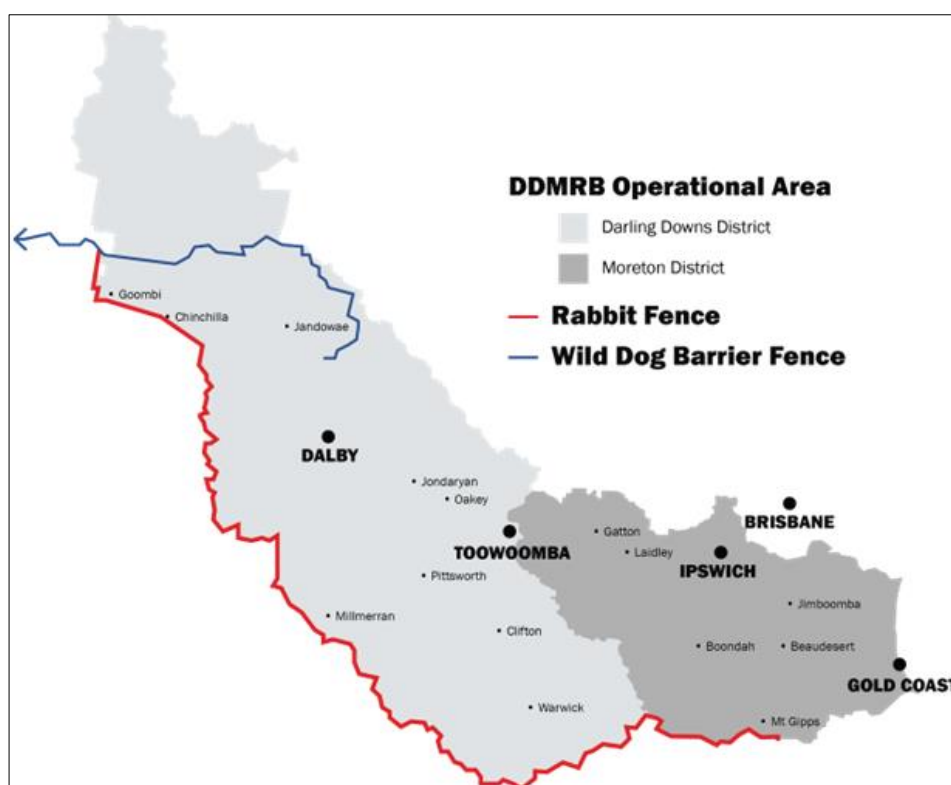 DDMRB Operational Area
Darling Downs District
Moreton District
Rabbit Fence
Wild Dog Barrier Fence
Goombi
Chinchilla
Jandowae
DALBY
Jondaryan
Oakey
TOOWOOMBA
Gatton
Laidley
BRISBANE
IPSWICH
Pittsworth
Millmerran
Clifton
Jimboomba
Boondah
Beaudesert
GOLD COAST
Warwick
Mt Gipps